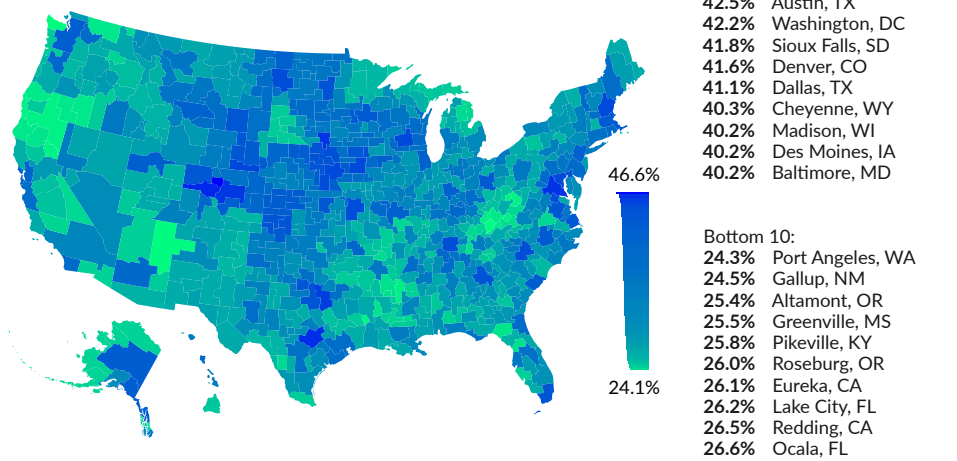 42.5% Austin, TX
42.2% Washington, DC
41.8% Sioux Falls, SD
41.6% Denver, CO
41.1% Dallas, TX
40.3% Cheyenne, WY
40.2% Madison, WI
40.2% Des Moines, IA
40.2% Baltimore, MD
46.6%
24.1%
Bottom 10:
24.3% Port Angeles, WA
24.5% Gallup, NM
25.4% Altamont, OR
25.5% Greenville, MS
25.8% Pikeville, KY
26.0% Roseburg, OR
26.1% Eureka, CA
26.2% Lake City, FL
26.5% Redding, CA
26.6% Ocala, FL